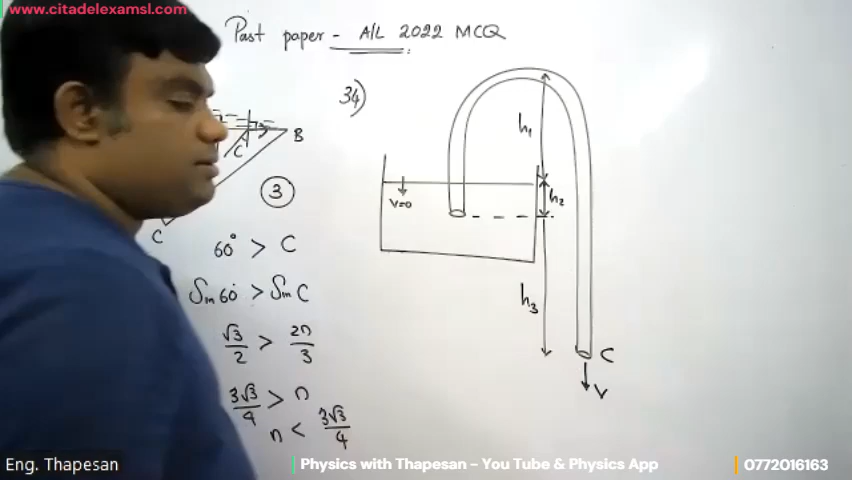 www.citadelexamsl.com
Past paper - A/L 2022 MCQ
34)
h₁
h₂
h₃
V=0
C
V
B
C
C
3
60° > C
Sin 60° > Sin C
√3/2 > 2n/3
3√3/4 > n
n < 3√3/4
Eng. Thapesan
Physics with Thapesan - You Tube & Physics App
0772016163